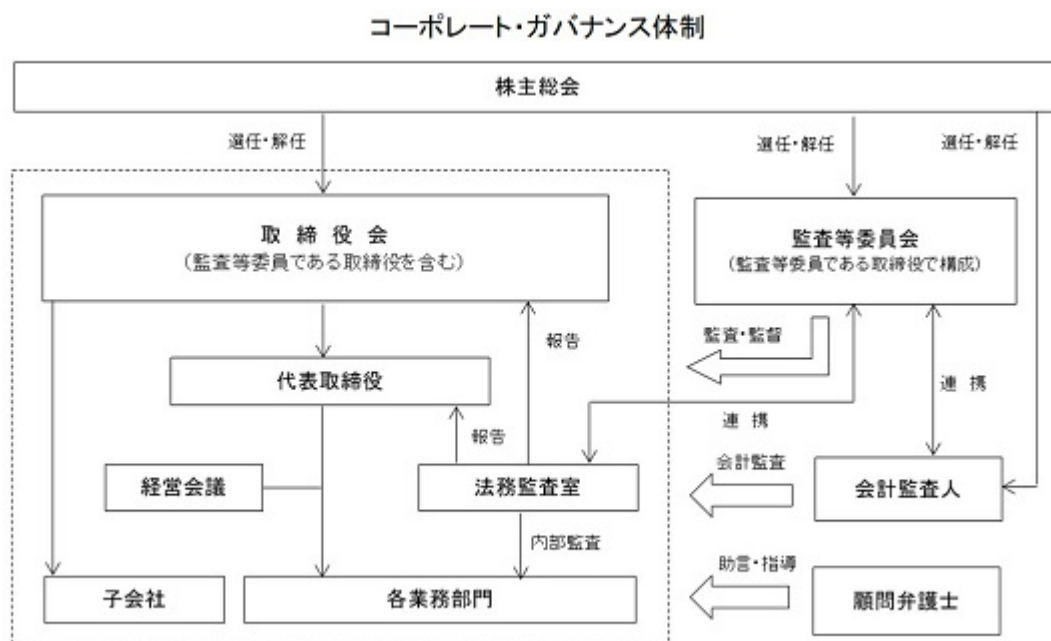 コーポレート・ガバナンス体制
株主総会
選任・解任
選任・解任
選任・解任
取締役会
(監査等委員である取締役を含む)
監査等委員会
(監査等委員である取締役で構成)
報告
監査・監督
代表取締役
連携
連携
報告
経営会議
法務監査室
会計監査
会計監査人
内部監査
助言・指導
子会社
各業務部門
顧問弁護士